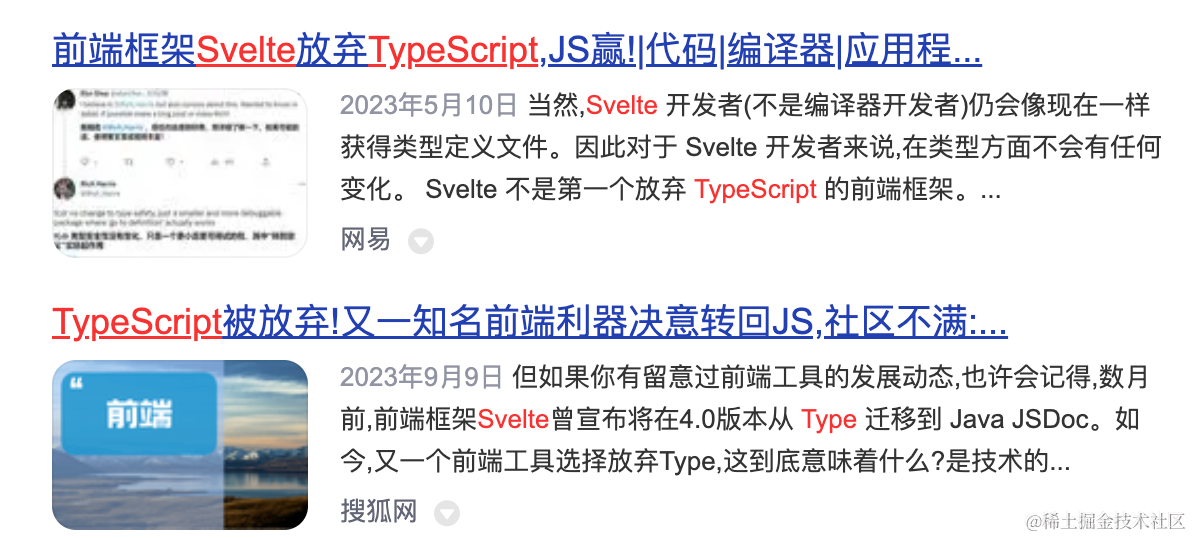 前端框架Svelte放弃TypeScript,JS赢!|代码|编译器|应用程...
2023年5月10日 当然,Svelte 开发者(不是编译器开发者)仍会像现在一样
获得类型定义文件。因此对于 Svelte 开发者来说,在类型方面不会有任何
变化。 Svelte 不是第一个放弃 TypeScript 的前端框架。...
网易
TypeScript被放弃!又一知名前端利器决意转回JS,社区不满:...
“
前端
2023年9月9日 但如果你有留意过前端工具的发展动态,也许会记得,数月
前,前端框架Svelte曾宣布将在4.0版本从 Type 迁移到 Java JSDoc。如
今,又一个前端工具选择放弃Type,这到底意味着什么?是技术的...
搜狐网
@稀土掘金技术社区